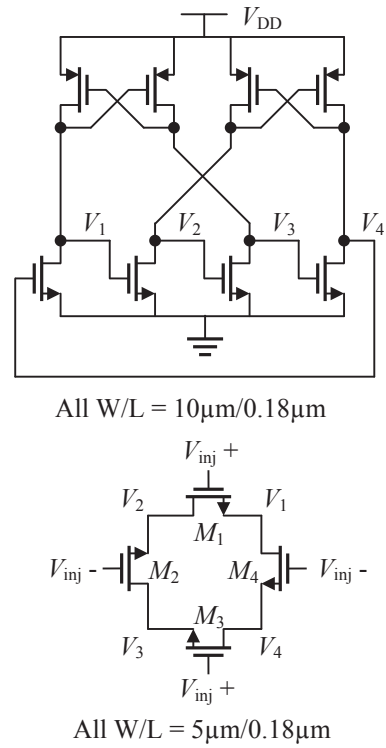 V_DD
V_1 V_2 V_3 V_4
All W/L = 10µm/0.18µm
V_inj +
V_2 V_1
M_1
V_inj - M_2 M_4 V_inj -
M_3
V_3 V_4
V_inj +
All W/L = 5µm/0.18µm